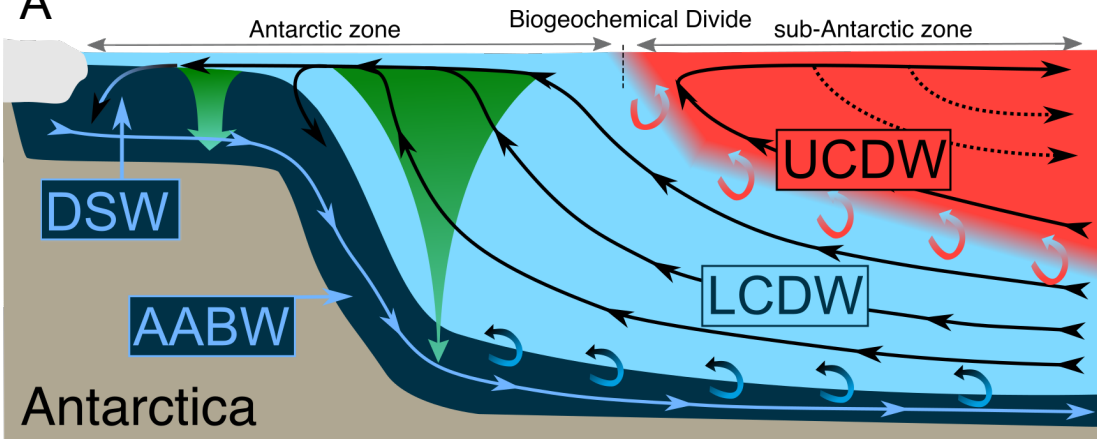 A
Antarctic zone
Biogeochemical Divide
sub-Antarctic zone
UCDW
DSW
LCDW
AABW
Antarctica